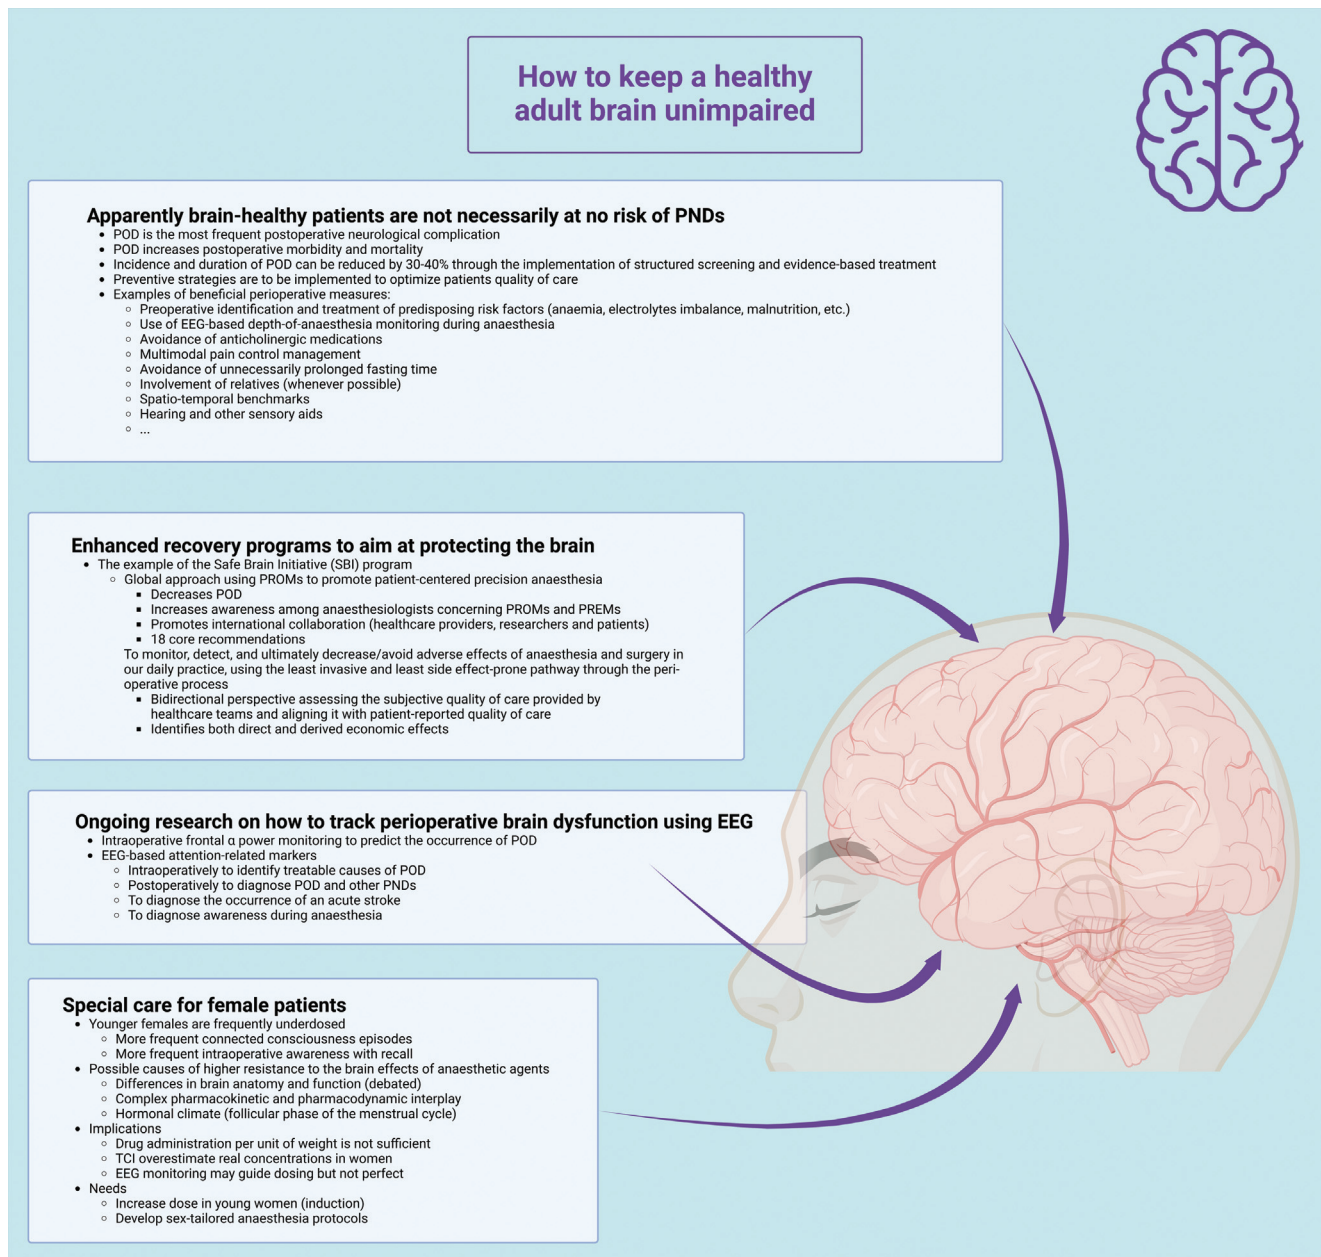 How to keep a healthy
adult brain unimpaired
Apparently brain-healthy patients are not necessarily at no risk of PNDs
• POD is the most frequent postoperative neurological complication
• POD increases postoperative morbidity and mortality
• Incidence and duration of POD can be reduced by 30-40% through the implementation of structured screening and evidence-based treatment
• Preventive strategies are to be implemented to optimize patients quality of care
• Examples of beneficial perioperative measures:
◦ Preoperative identification and treatment of predisposing risk factors (anaemia, electrolytes imbalance, malnutrition, etc.)
◦ Use of EEG-based depth-of-anaesthesia monitoring during anaesthesia
◦ Avoidance of anticholinergic medications
◦ Multimodal pain control management
◦ Avoidance of unnecessarily prolonged fasting time
◦ Involvement of relatives (whenever possible)
◦ Spatio-temporal benchmarks
◦ Hearing and other sensory aids
◦ ...
Enhanced recovery programs to aim at protecting the brain
• The example of the Safe Brain Initiative (SBI) program
◦ Global approach using PROMs to promote patient-centered precision anaesthesia
▪ Decreases POD
▪ Increases awareness among anaesthesiologists concerning PROMs and PREMs
▪ Promotes international collaboration (healthcare providers, researchers and patients)
▪ 18 core recommendations
To monitor, detect, and ultimately decrease/avoid adverse effects of anaesthesia and surgery in
our daily practice, using the least invasive and least side effect-prone pathway through the peri-
operative process
▪ Bidirectional perspective assessing the subjective quality of care provided by
healthcare teams and aligning it with patient-reported quality of care
▪ Identifies both direct and derived economic effects
Ongoing research on how to track perioperative brain dysfunction using EEG
• Intraoperative frontal α power monitoring to predict the occurrence of POD
• EEG-based attention-related markers
◦ Intraoperatively to identify treatable causes of POD
◦ Postoperatively to diagnose POD and other PNDs
◦ To diagnose the occurrence of an acute stroke
◦ To diagnose awareness during anaesthesia
Special care for female patients
• Younger females are frequently underdosed
◦ More frequent connected consciousness episodes
◦ More frequent intraoperative awareness with recall
• Possible causes of higher resistance to the brain effects of anaesthetic agents
◦ Differences in brain anatomy and function (debated)
◦ Complex pharmacokinetic and pharmacodynamic interplay
◦ Hormonal climate (follicular phase of the menstrual cycle)
• Implications
◦ Drug administration per unit of weight is not sufficient
◦ TCI overestimate real concentrations in women
◦ EEG monitoring may guide dosing but not perfect
• Needs
◦ Increase dose in young women (induction)
◦ Develop sex-tailored anaesthesia protocols